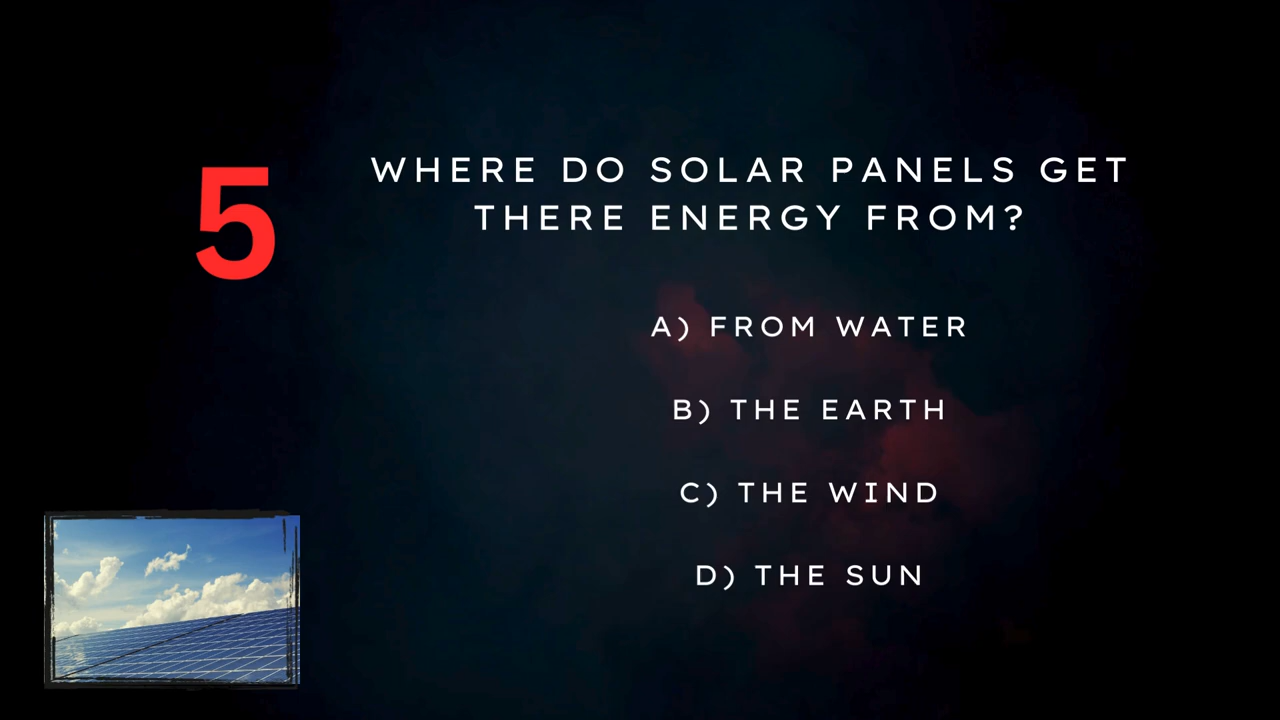 5
WHERE DO SOLAR PANELS GET
THERE ENERGY FROM?
A) FROM WATER
B) THE EARTH
C) THE WIND
D) THE SUN